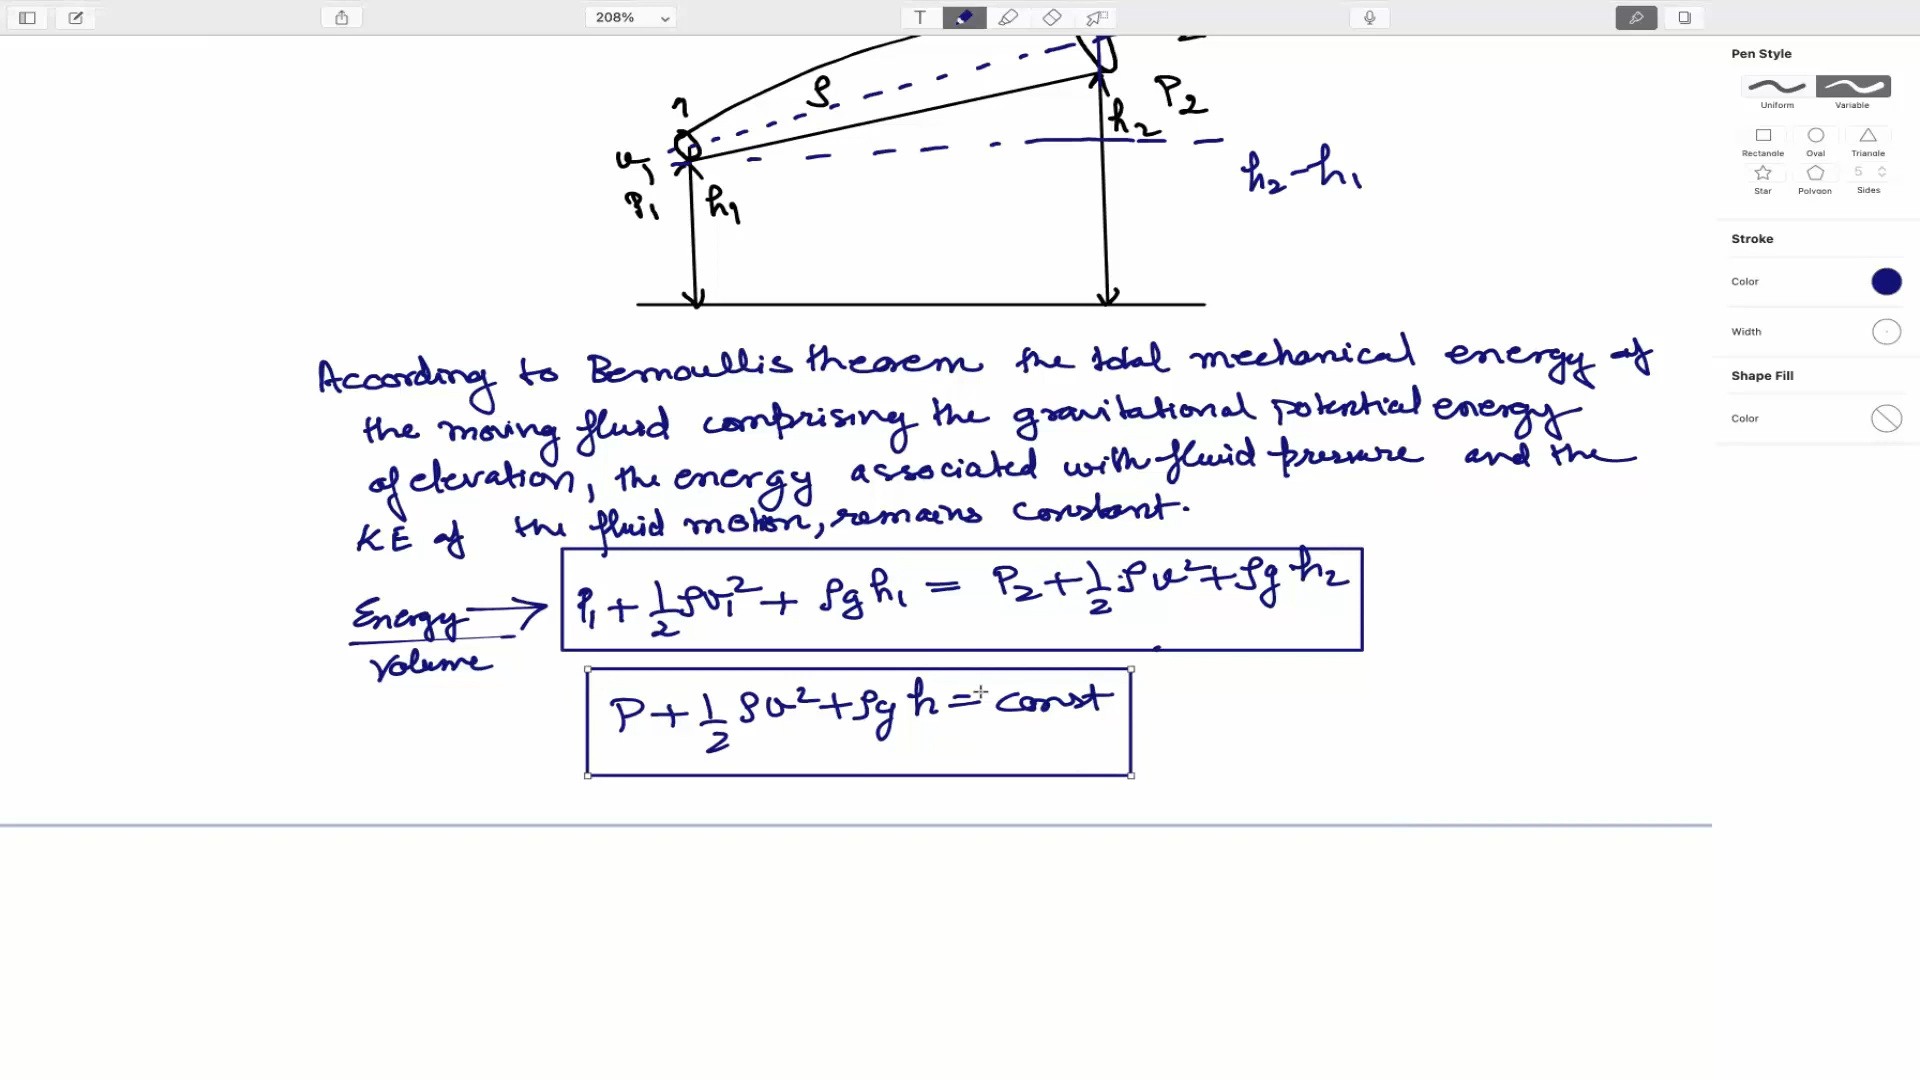 208%
T
Pen Style
Uniform Variable
Rectangle Oval Triangle
5
Star Polygon Sides
Stroke
Color
Width
Shape Fill
Color
ρ
P2
h2
v1
P1 h1
h2-h1
According to Bernoullis theorem the total mechanical energy of
the moving fluid comprising the gravitational potential energy
of elevation, the energy associated with fluid pressure and the
KE of the fluid motion, remains constant.
Energy/volume → P1 + 1/2 ρv1² + ρgh1 = P2 + 1/2 ρv² + ρgh2
P + 1/2 ρv² + ρgh = const